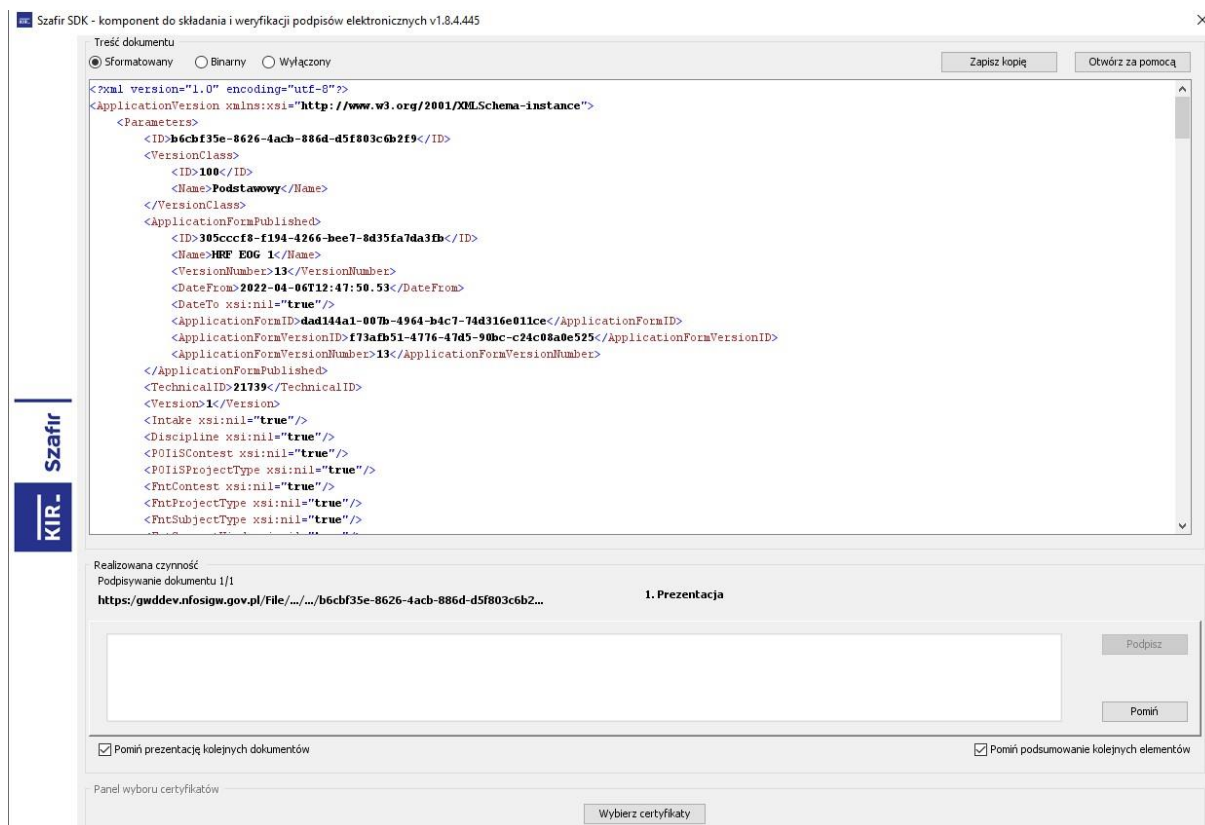 Szafir SDK - komponent do składania i weryfikacji podpisów elektronicznych v1.8.4.445
Treść dokumentu
Sformatowany Binarny Wyłączony Zapisz kopię Otwórz za pomocą
<?xml version="1.0" encoding="utf-8"?>
<ApplicationVersion xmlns:xsi="http://www.w3.org/2001/XMLSchema-instance">
<Parameters>
<ID>b6cbf35e-8626-4acb-886d-d5f803c6b2f9</ID>
<VersionClass>
<ID>100</ID>
<Name>Podstawowy</Name>
</VersionClass>
<ApplicationFormPublished>
<ID>305cccf8-f194-4266-bee7-8d35fa7da3fb</ID>
<Name>HRF EOG 1</Name>
<VersionNumber>13</VersionNumber>
<DateFrom>2022-04-06T12:47:50.53</DateFrom>
<DateTo xsi:nil="true"/>
<ApplicationFormID>dad144a1-007b-4964-b4c7-74d316e011ce</ApplicationFormID>
<ApplicationFormVersionID>f73afb51-4776-47d5-90bc-c24c08a0e525</ApplicationFormVersionID>
<ApplicationFormVersionNumber>13</ApplicationFormVersionNumber>
</ApplicationFormPublished>
<TechnicalID>21739</TechnicalID>
<Version>1</Version>
<Intake xsi:nil="true"/>
<Discipline xsi:nil="true"/>
<POIiSContest xsi:nil="true"/>
<POIiSProjectType xsi:nil="true"/>
<FntContest xsi:nil="true"/>
<FntProjectType xsi:nil="true"/>
<FntSubjectType xsi:nil="true"/>
KIR. Szafir
Realizowana czynność
Podpisywanie dokumentu 1/1
https:/gwddev.nfosigw.gov.pl/File/.../.../b6cbf35e-8626-4acb-886d-d5f803c6b2... 1. Prezentacja
Podpisz
Pomiń
Pomiń prezentację kolejnych dokumentów Pomiń podsumowanie kolejnych elementów
Panel wyboru certyfikatów
Wybierz certyfikaty